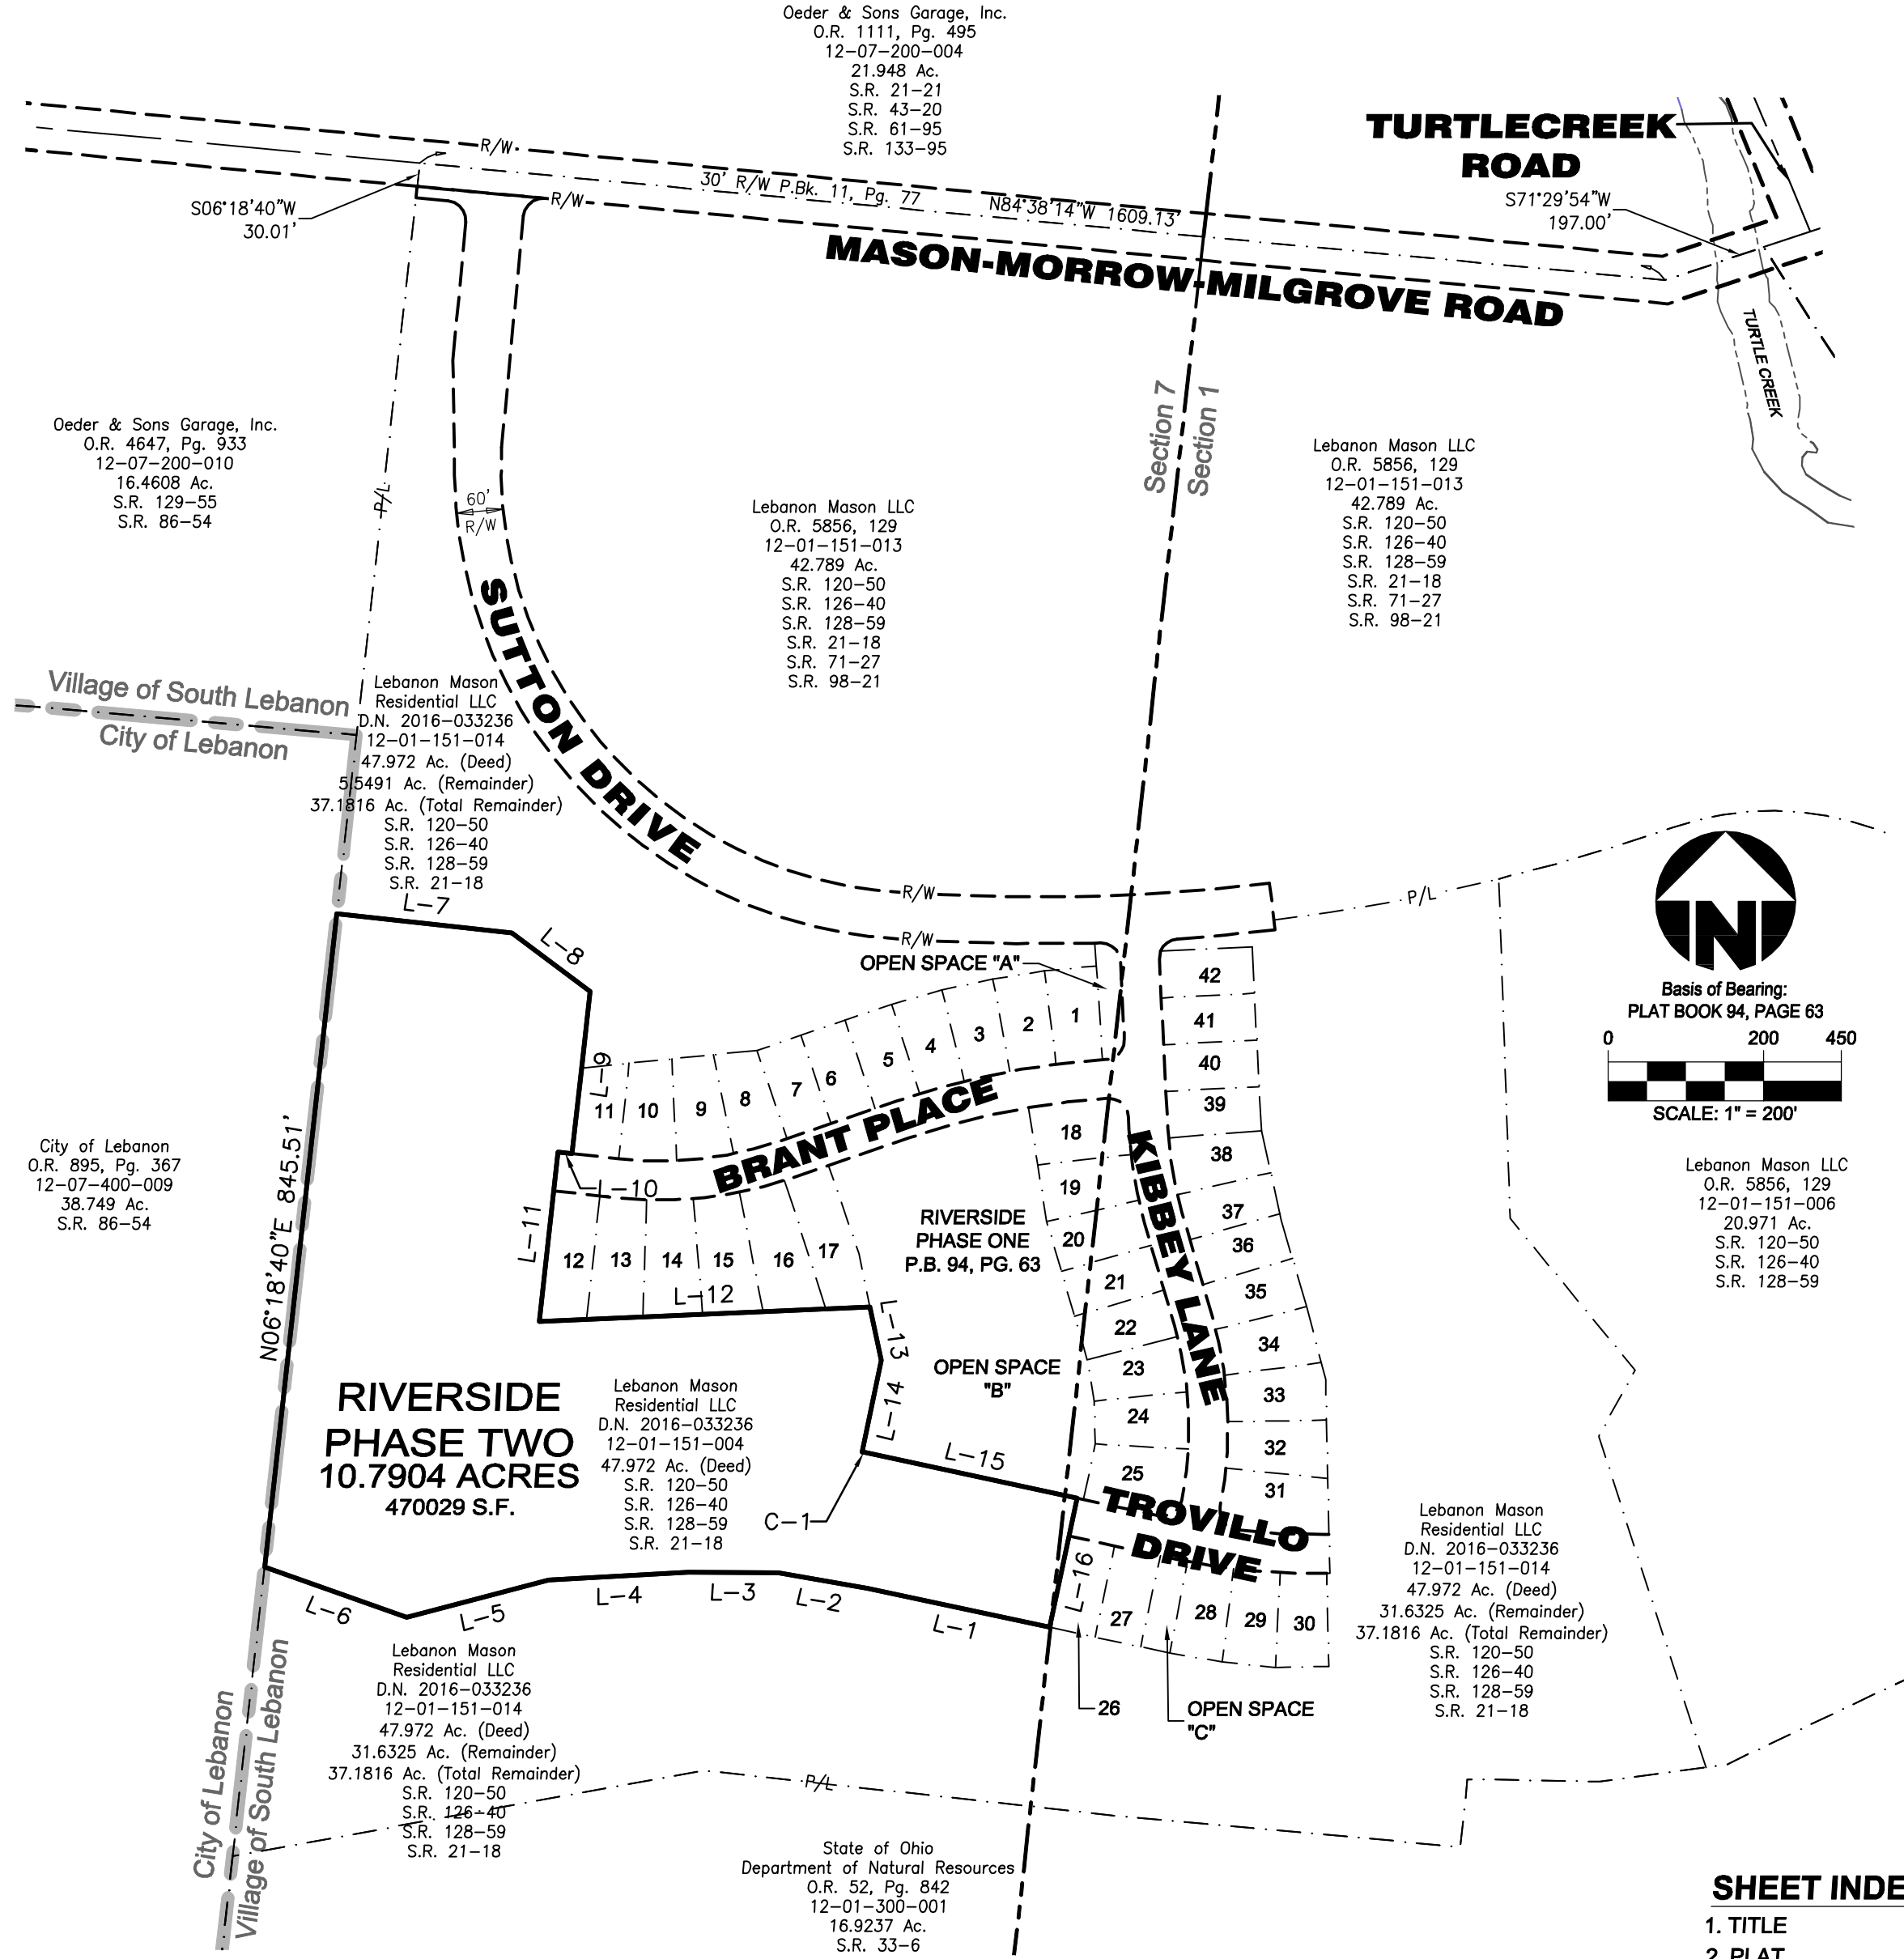 Oeder & Sons Garage, Inc.
O.R. 1111, Pg. 495
12-07-200-004
21.948 Ac.
S.R. 21-21
S.R. 43-20
S.R. 61-95
S.R. 133-95
TURTLECREEK
ROAD
S71°29'54"W
197.00'
R/W
30' R/W P.Bk. 11, Pg. 77
N84°38'14"W 1609.13'
R/W
S06°18'40"W
30.01'
MASON-MORROW-MILGROVE ROAD
TURTLE CREEK
Section 7
Section 1
Oeder & Sons Garage, Inc.
O.R. 4647, Pg. 933
12-07-200-010
16.4608 Ac.
S.R. 129-55
S.R. 86-54
P/L
60'
R/W
Lebanon Mason LLC
O.R. 5856, 129
12-01-151-013
42.789 Ac.
S.R. 120-50
S.R. 126-40
S.R. 128-59
S.R. 21-18
S.R. 71-27
S.R. 98-21
Lebanon Mason LLC
O.R. 5856, 129
12-01-151-013
42.789 Ac.
S.R. 120-50
S.R. 126-40
S.R. 128-59
S.R. 21-18
S.R. 71-27
S.R. 98-21
SUTTON DRIVE
Village of South Lebanon
City of Lebanon
Lebanon Mason
Residential LLC
D.N. 2016-033236
12-01-151-014
47.972 Ac. (Deed)
5.5491 Ac. (Remainder)
37.1816 Ac. (Total Remainder)
S.R. 120-50
S.R. 126-40
S.R. 128-59
S.R. 21-18
L-7
L-8
R/W
R/W
P/L
OPEN SPACE "A"
N
Basis of Bearing:
PLAT BOOK 94, PAGE 63
0 200 450
SCALE: 1" = 200'
42
41
40
39
38
37
36
35
34
33
32
31
1
2
3
4
5
6
7
8
9
10
11
L-9
BRANT PLACE
L-10
L-11
12
13
14
15
16
17
L-12
18
19
20
21
22
23
24
25
KIBBEY LANE
RIVERSIDE
PHASE ONE
P.B. 94, PG. 63
City of Lebanon
O.R. 895, Pg. 367
12-07-400-009
38.749 Ac.
S.R. 86-54
N06°18'40"E 845.51'
Lebanon Mason LLC
O.R. 5856, 129
12-01-151-006
20.971 Ac.
S.R. 120-50
S.R. 126-40
S.R. 128-59
L-13
L-14
OPEN SPACE
"B"
L-15
C-1
RIVERSIDE
PHASE TWO
10.7904 ACRES
470029 S.F.
Lebanon Mason
Residential LLC
D.N. 2016-033236
12-01-151-004
47.972 Ac. (Deed)
S.R. 120-50
S.R. 126-40
S.R. 128-59
S.R. 21-18
TROVILLO
DRIVE
L-16
27
28
29
30
26
OPEN SPACE
"C"
L-6
L-5
L-4
L-3
L-2
L-1
Lebanon Mason
Residential LLC
D.N. 2016-033236
12-01-151-014
47.972 Ac. (Deed)
31.6325 Ac. (Remainder)
37.1816 Ac. (Total Remainder)
S.R. 120-50
S.R. 126-40
S.R. 128-59
S.R. 21-18
Lebanon Mason
Residential LLC
D.N. 2016-033236
12-01-151-014
47.972 Ac. (Deed)
31.6325 Ac. (Remainder)
37.1816 Ac. (Total Remainder)
S.R. 120-50
S.R. 126-40
S.R. 128-59
S.R. 21-18
City of Lebanon
Village of South Lebanon
P/L
State of Ohio
Department of Natural Resources
O.R. 52, Pg. 842
12-01-300-001
16.9237 Ac.
S.R. 33-6
SHEET INDE
1. TITLE
2. PLAT